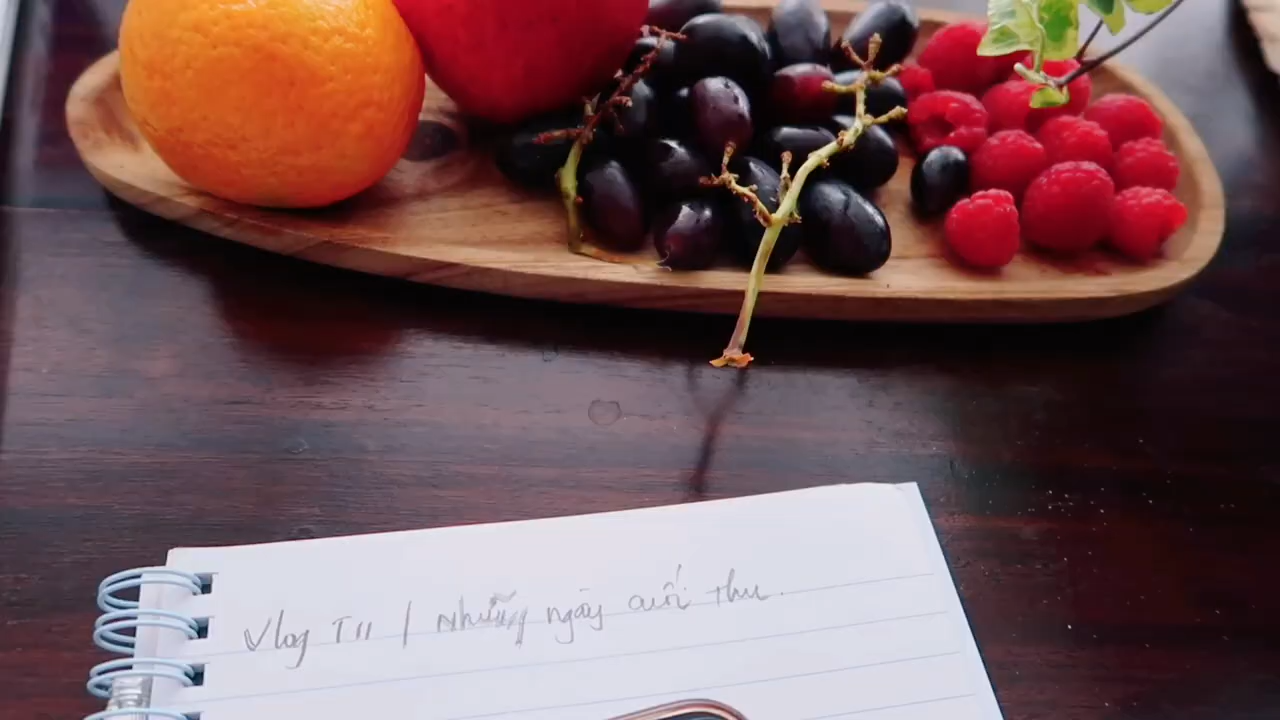 Vlog T11 / Những ngày cuối thu.